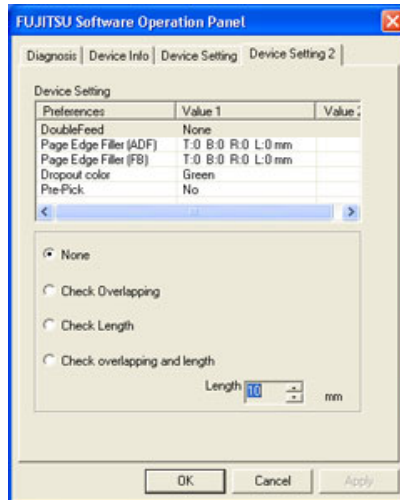 FUJITSU Software Operation Panel
Diagnosis Device Info Device Setting Device Setting 2
Device Setting
Preferences Value 1 Value 2
DoubleFeed None
Page Edge Filler (ADF) T:0 B:0 R:0 L:0 mm
Page Edge Filler (FB) T:0 B:0 R:0 L:0 mm
Dropout color Green
Pre-Pick No
None
Check Overlapping
Check Length
Check overlapping and length
Length 10 mm
OK Cancel Apply